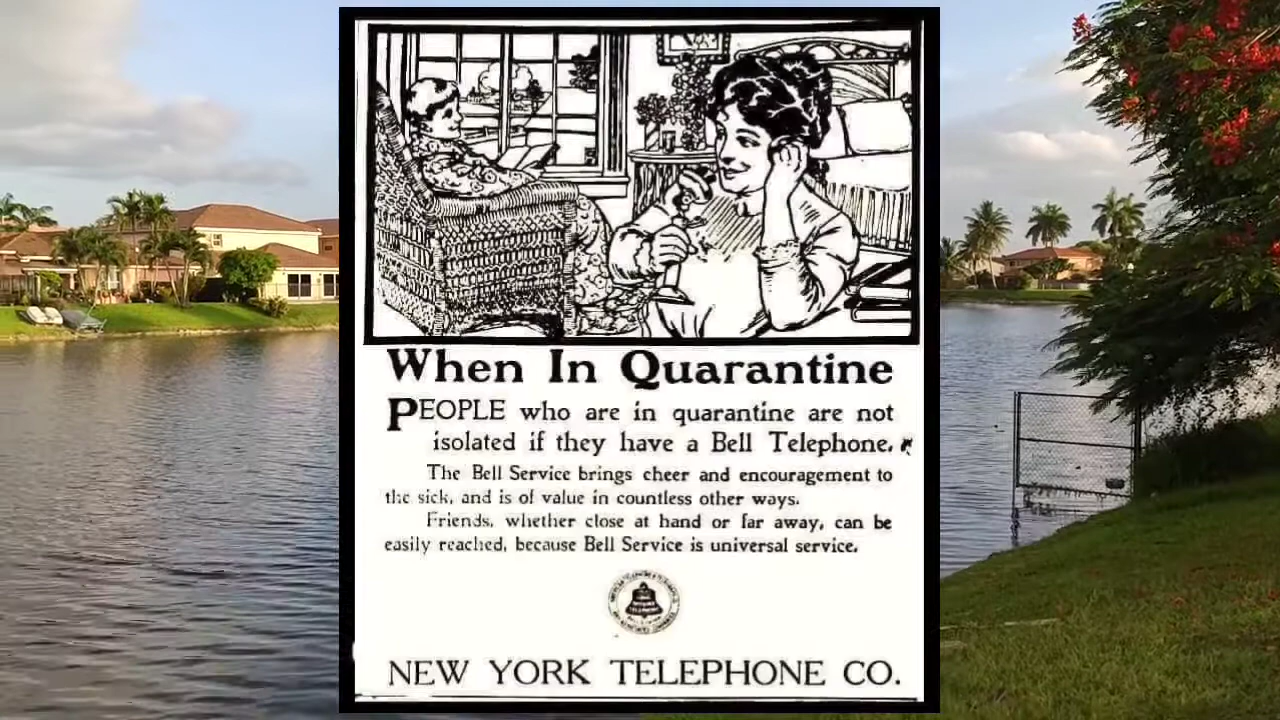 When In Quarantine
PEOPLE who are in quarantine are not
isolated if they have a Bell Telephone.
The Bell Service brings cheer and encouragement to
the sick, and is of value in countless other ways.
Friends, whether close at hand or far away, can be
easily reached, because Bell Service is universal service.
NEW YORK TELEPHONE CO.